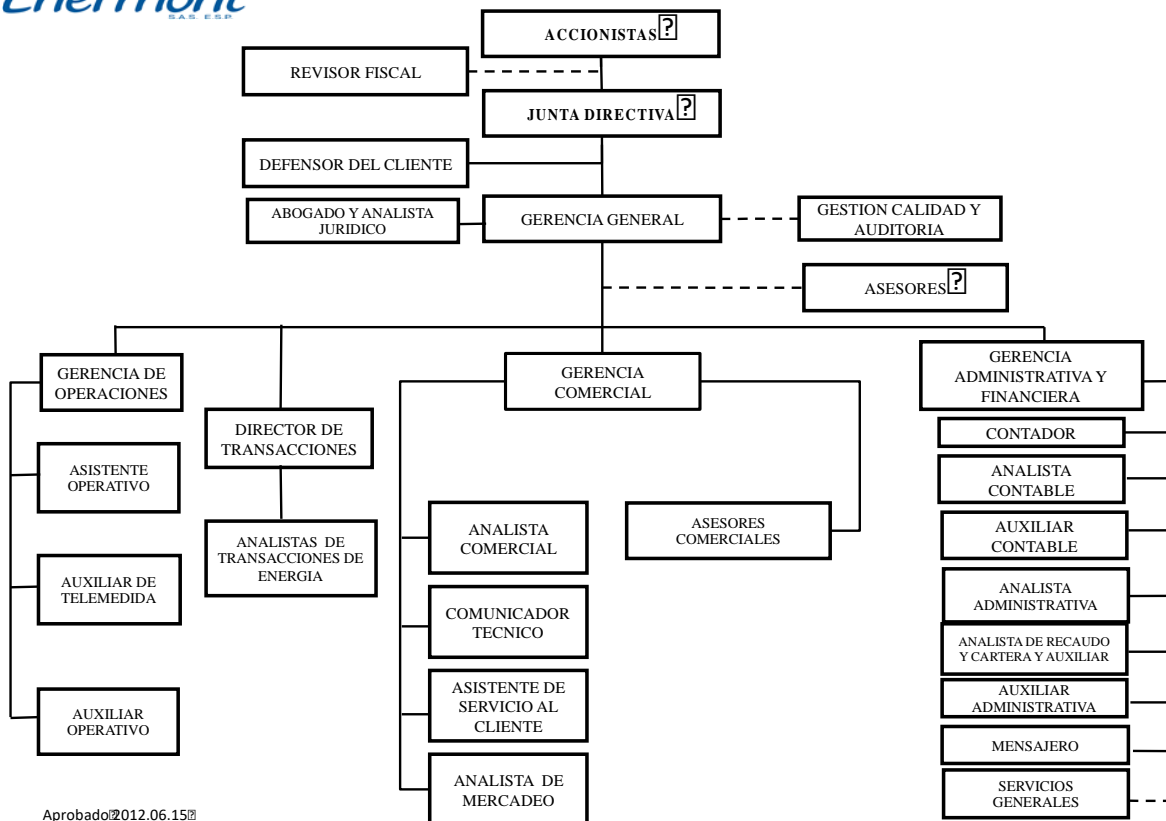 Enermont
S.A.S. E.S.P.
ACCIONISTAS
REVISOR FISCAL
JUNTA DIRECTIVA
DEFENSOR DEL CLIENTE
ABOGADO Y ANALISTA
JURIDICO
GERENCIA GENERAL
GESTION CALIDAD Y
AUDITORIA
ASESORES
GERENCIA DE
OPERACIONES
ASISTENTE
OPERATIVO
AUXILIAR DE
TELEMEDIDA
AUXILIAR
OPERATIVO
DIRECTOR DE
TRANSACCIONES
ANALISTAS DE
TRANSACCIONES DE
ENERGIA
GERENCIA
COMERCIAL
ANALISTA
COMERCIAL
COMUNICADOR
TECNICO
ASISTENTE DE
SERVICIO AL
CLIENTE
ANALISTA DE
MERCADEO
ASESORES
COMERCIALES
GERENCIA
ADMINISTRATIVA Y
FINANCIERA
CONTADOR
ANALISTA
CONTABLE
AUXILIAR
CONTABLE
ANALISTA
ADMINISTRATIVA
ANALISTA DE RECAUDO
Y CARTERA Y AUXILIAR
AUXILIAR
ADMINISTRATIVA
MENSAJERO
SERVICIOS
GENERALES
Aprobado 2012.06.15